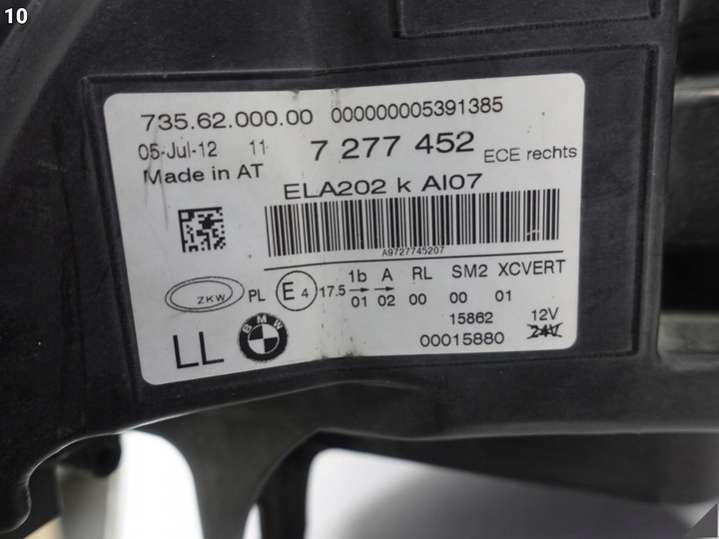 10
735.62.000.00 000000005391385
05-Jul-12 11 7 277 452 ECE rechts
Made in AT
ELA202 k AI07
A9727745207
1b A RL SM2 XCVERT
ZKW PL E4 17.5 → →
01 02 00 00 01
15862 12V
LL BMW 00015880 24V